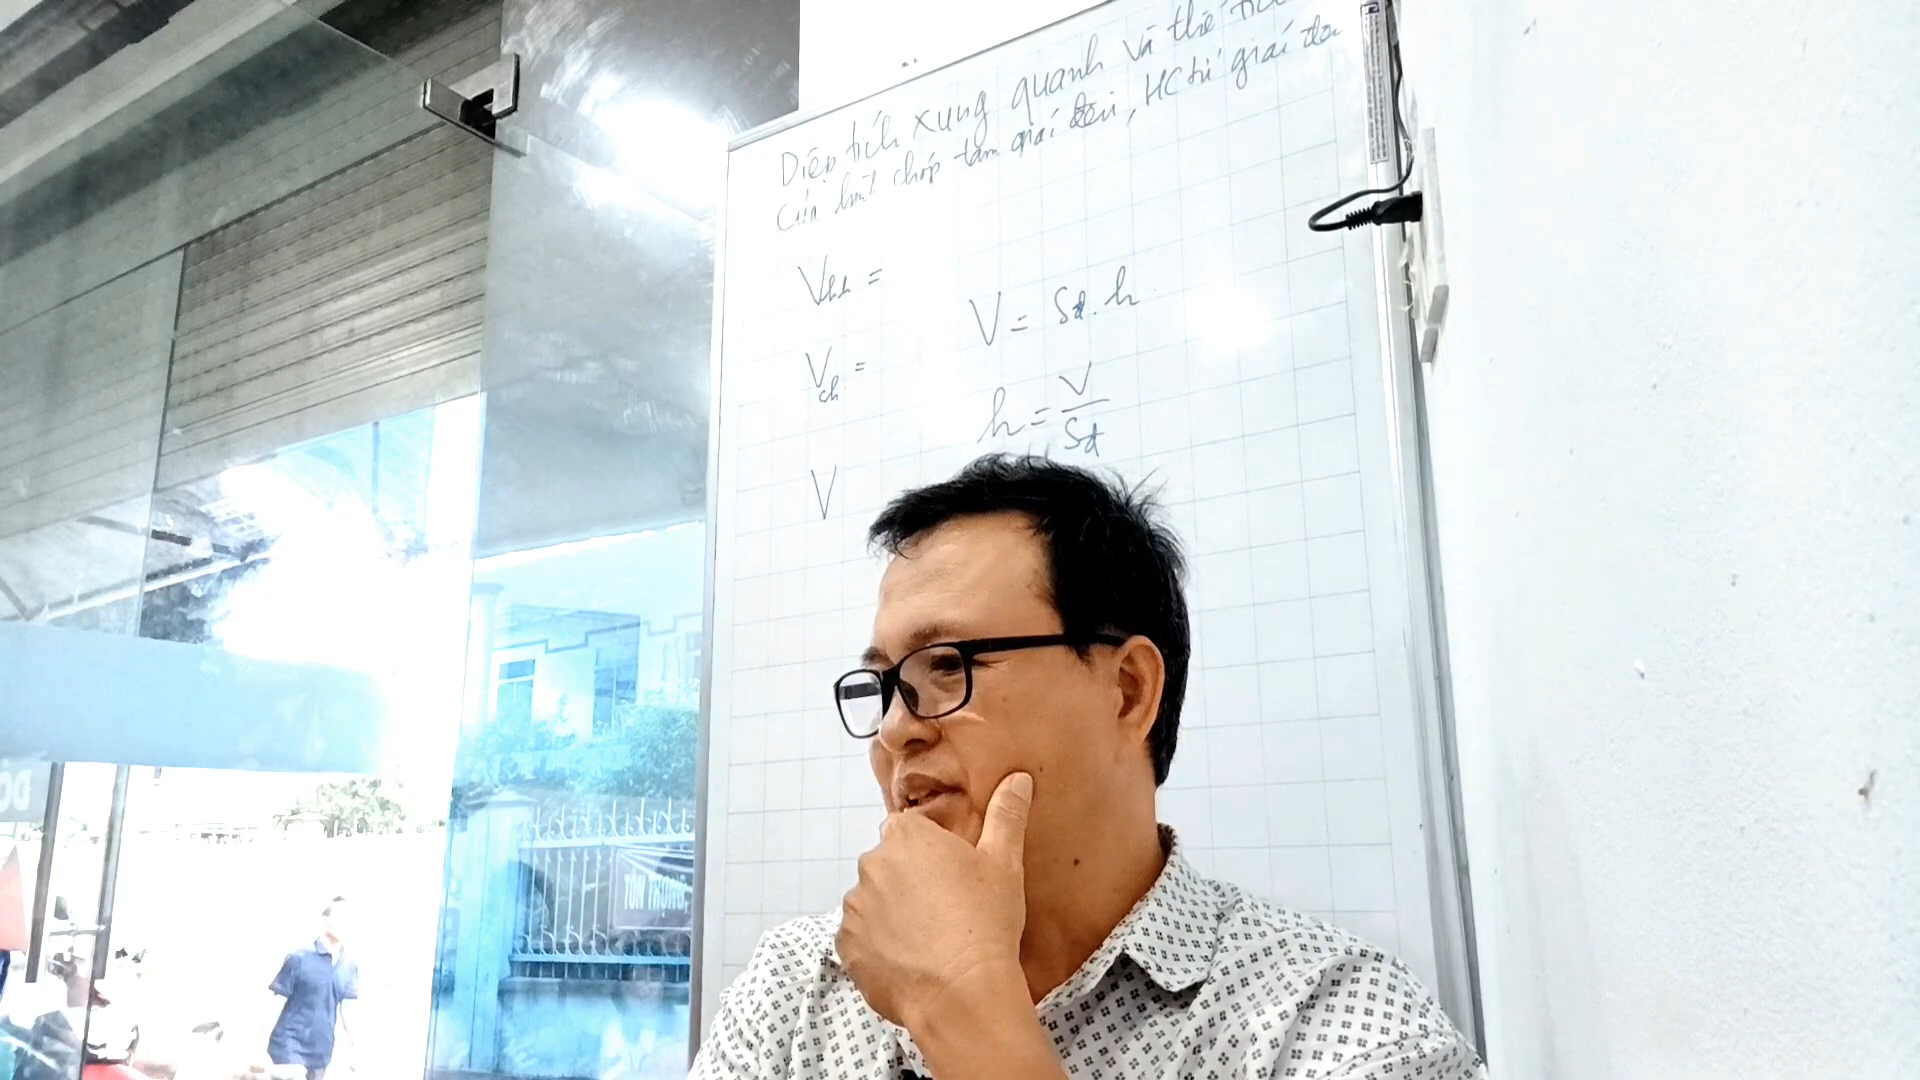 Diện tích xung quanh và thể tích
của hình chóp tam giác đều, HC tứ giác đều
Vhh =
V = Sđ. h
Vch =
h = V
Sđ
V